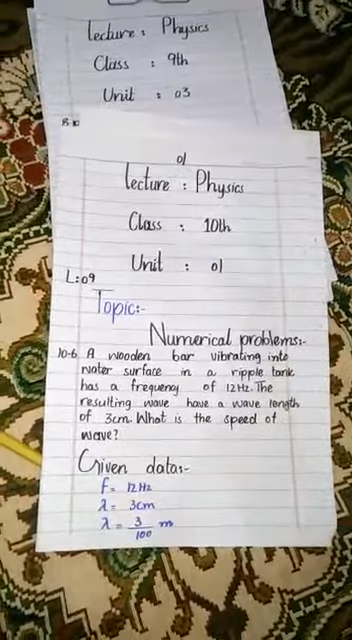 Lecture : Physics
Class : 9th
Unit : 03
01
Lecture : Physics
Class : 10th
Unit : 01
L:09
Topic:-
Numerical problems:-
10-6 A wooden bar vibrating into
water surface in a ripple tank
has a frequency of 12Hz. The
resulting wave have a wave length
of 3cm. What is the speed of
wave?
Given data:-
f = 12Hz
λ = 3cm
λ = 3/100 m